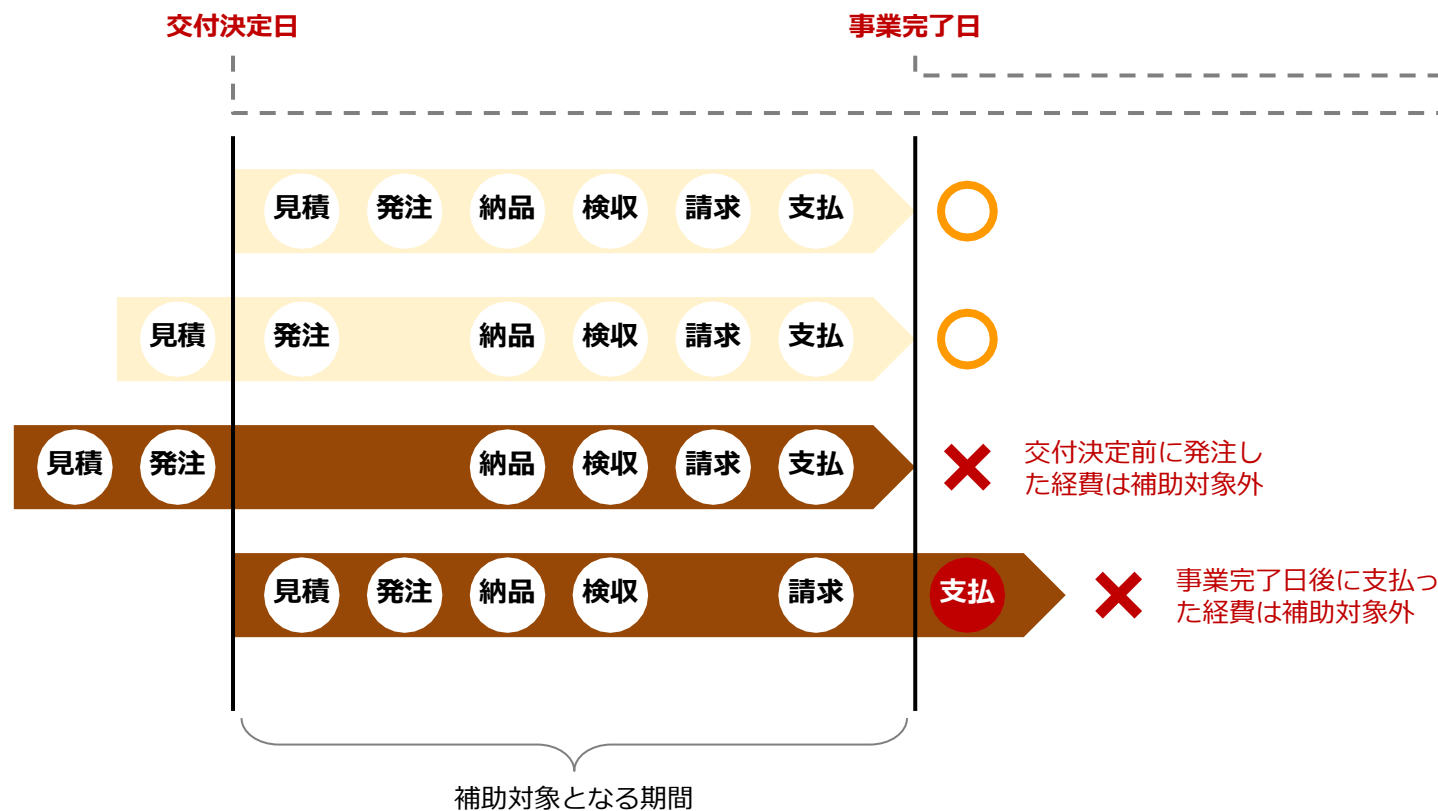 交付決定日
事業完了日
見積 発注 納品 検収 請求 支払
見積 発注 納品 検収 請求 支払
見積 発注 納品 検収 請求 支払
交付決定前に発注し
た経費は補助対象外
見積 発注 納品 検収 請求 支払
事業完了日後に支払っ
た経費は補助対象外
補助対象となる期間